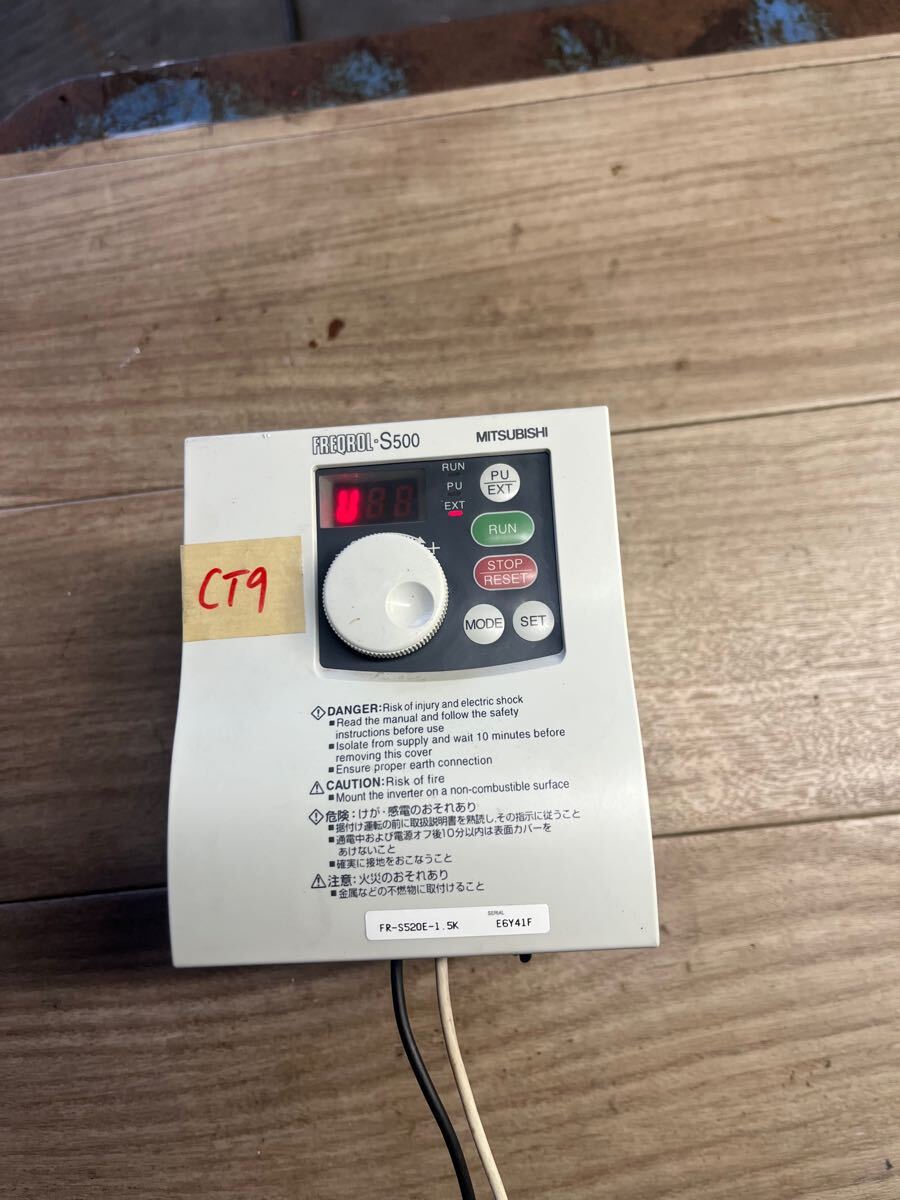 FREQROL-S500
MITSUBISHI
RUN
PU
EXT
PU
EXT
RUN
STOP
RESET
MODE
SET
CT9
DANGER: Risk of injury and electric shock
■ Read the manual and follow the safety
instructions before use
■ Isolate from supply and wait 10 minutes before
removing this cover
■ Ensure proper earth connection
CAUTION: Risk of fire
■ Mount the inverter on a non-combustible surface
危険：けが・感電のおそれあり
■ 据付け運転の前に取扱説明書を熟読し、その指示に従うこと
■ 通電中および電源オフ後10分以内は表面カバーを
あけないこと
■ 確実に接地をおこなうこと
注意：火災のおそれあり
■ 金属などの不燃物に取付けること
FR-S520E-1.5K
SERIAL
E6Y41F